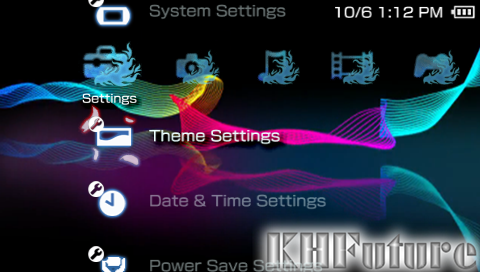 System Settings
10/6 1:12 PM
Settings
Theme Settings
Date & Time Settings
Power Save Settings
KHFuture